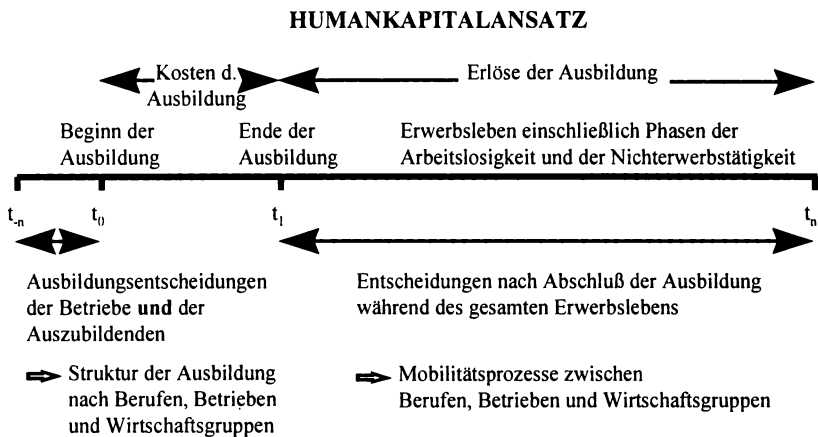 HUMANKAPITALANSATZ
Kosten d.
Ausbildung
Erlöse der Ausbildung
Beginn der
Ausbildung
Ende der
Ausbildung
Erwerbsleben einschließlich Phasen der
Arbeitslosigkeit und der Nichterwerbstätigkeit
t-n
t0
t1
tn
Ausbildungsentscheidungen
der Betriebe und der
Auszubildenden
Entscheidungen nach Abschluß der Ausbildung
während des gesamten Erwerbslebens
Struktur der Ausbildung
nach Berufen, Betrieben
und Wirtschaftsgruppen
Mobilitätsprozesse zwischen
Berufen, Betrieben und Wirtschaftsgruppen